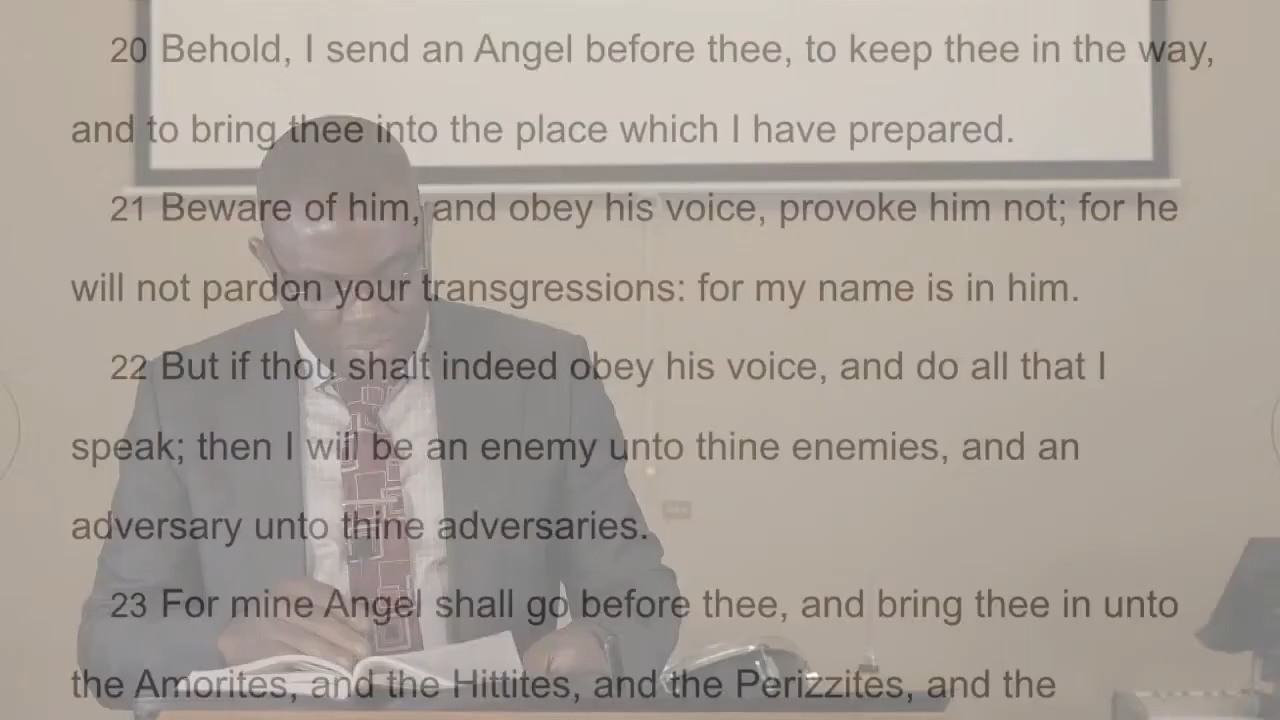 20 Behold, I send an Angel before thee, to keep thee in the way,
and to bring thee into the place which I have prepared.
21 Beware of him, and obey his voice, provoke him not; for he
will not pardon your transgressions: for my name is in him.
22 But if thou shalt indeed obey his voice, and do all that I
speak; then I will be an enemy unto thine enemies, and an
adversary unto thine adversaries.
23 For mine Angel shall go before thee, and bring thee in unto
the Amorites, and the Hittites, and the Perizzites, and the